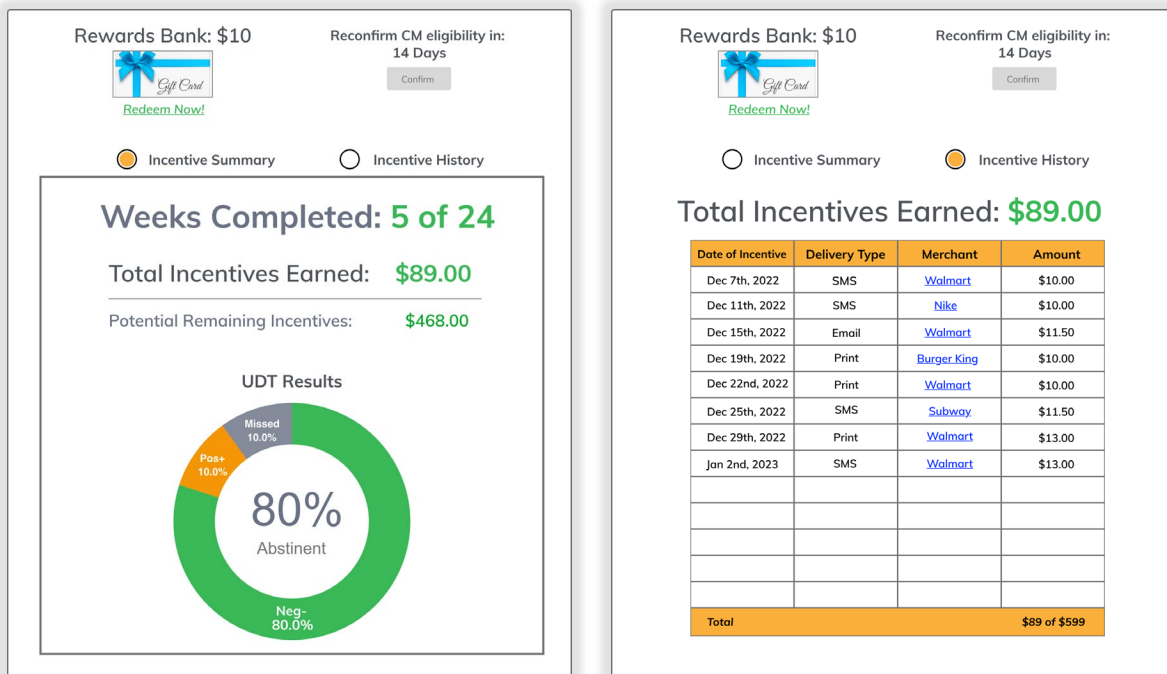 Rewards Bank: $10
Reconfirm CM eligibility in:
14 Days
Gift Card
Confirm
Redeem Now!
Incentive Summary
Incentive History
Weeks Completed: 5 of 24
Total Incentives Earned: $89.00
Potential Remaining Incentives: $468.00
UDT Results
Missed
10.0%
Pos+
10.0%
80%
Abstinent
Neg-
80.0%
Rewards Bank: $10
Reconfirm CM eligibility in:
14 Days
Gift Card
Confirm
Redeem Now!
Incentive Summary
Incentive History
Total Incentives Earned: $89.00
Date of Incentive Delivery Type Merchant Amount
Dec 7th, 2022 SMS Walmart $10.00
Dec 11th, 2022 SMS Nike $10.00
Dec 15th, 2022 Email Walmart $11.50
Dec 19th, 2022 Print Burger King $10.00
Dec 22nd, 2022 Print Walmart $10.00
Dec 25th, 2022 SMS Subway $11.50
Dec 29th, 2022 Print Walmart $13.00
Jan 2nd, 2023 SMS Walmart $13.00
Total $89 of $599